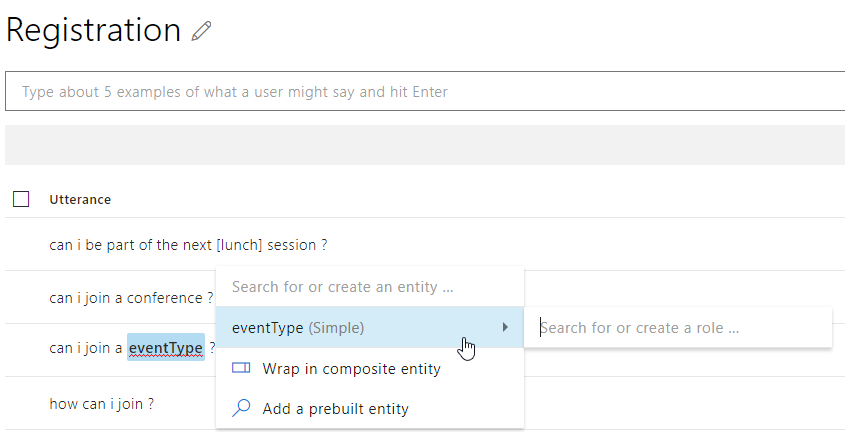 Registration
Type about 5 examples of what a user might say and hit Enter
Utterance
can i be part of the next [lunch] session ?
can i join a conference ?
Search for or create an entity ...
eventType (Simple)
Search for or create a role ...
can i join a eventType ?
Wrap in composite entity
how can i join ?
Add a prebuilt entity